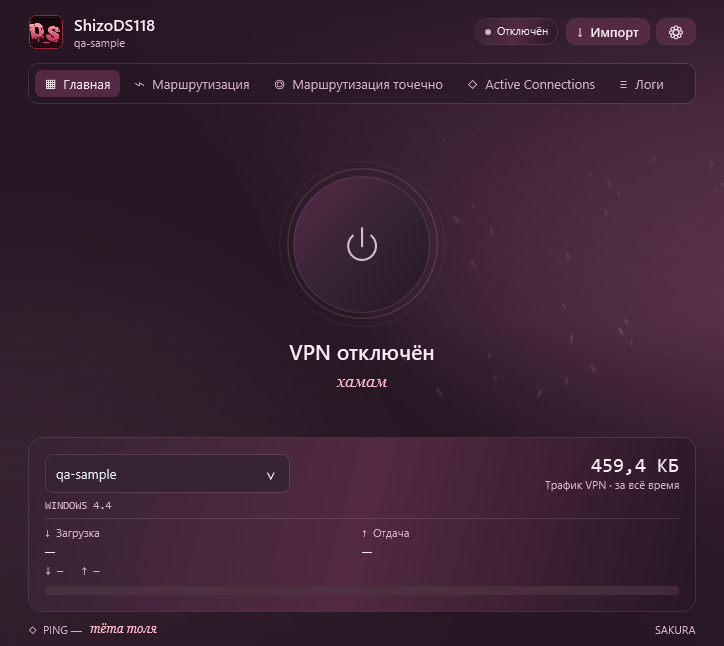 DS
ShizoDS118
qa-sample
Отключён
↓ Импорт
Главная
Маршрутизация
Маршрутизация точечно
Active Connections
Логи
VPN отключён
хамам
qa-sample
459,4 КБ
Трафик VPN · за всё время
WINDOWS 4.4
↓ Загрузка
↑ Отдача
—
—
↓ — ↑ —
PING — тётя толя
SAKURA